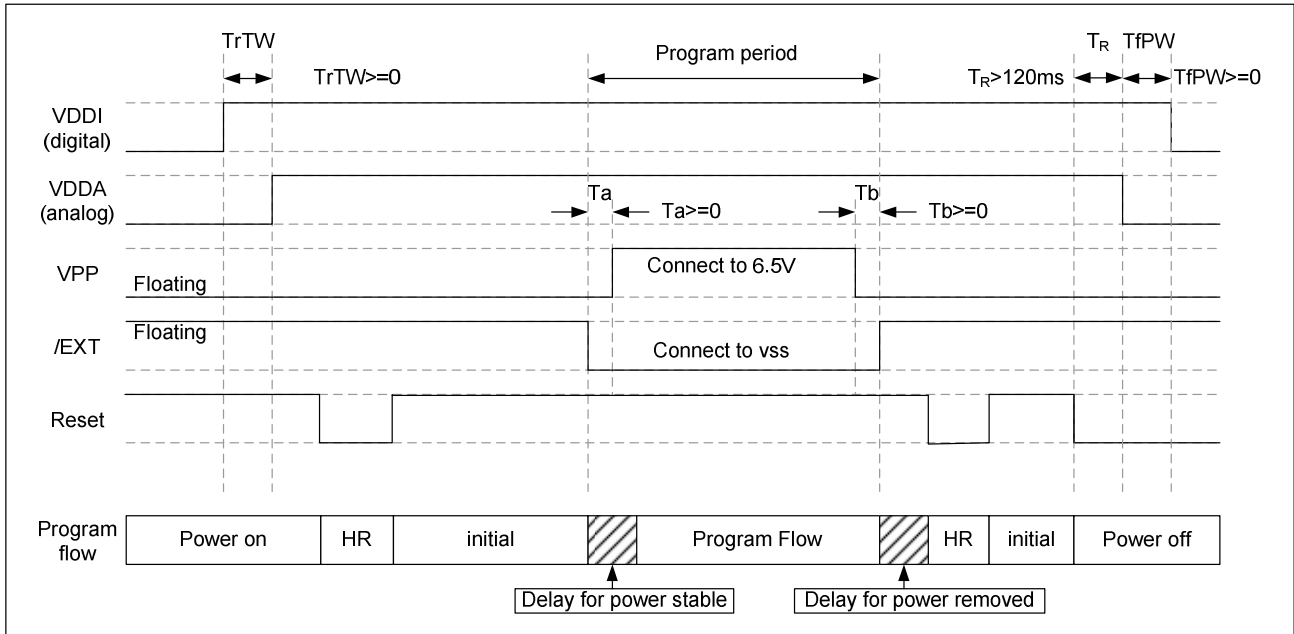 TrTW
Program period
T_R TfPW
TrTW>=0
T_R>120ms
TfPW>=0
VDDI
(digital)
VDDA
(analog)
Ta
Ta>=0
Tb
Tb>=0
VPP
Floating
Connect to 6.5V
/EXT
Floating
Connect to vss
Reset
Program
flow
Power on
HR
initial
Program Flow
HR
initial
Power off
Delay for power stable
Delay for power removed